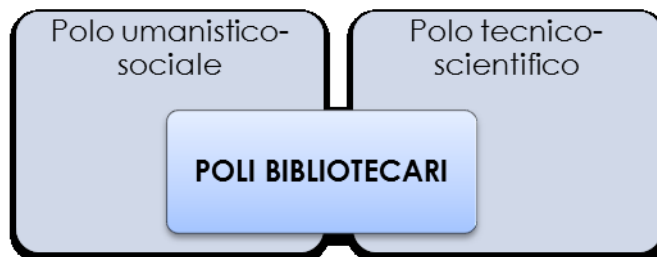 Polo umanistico-
sociale
Polo tecnico-
scientifico
POLI BIBLIOTECARI